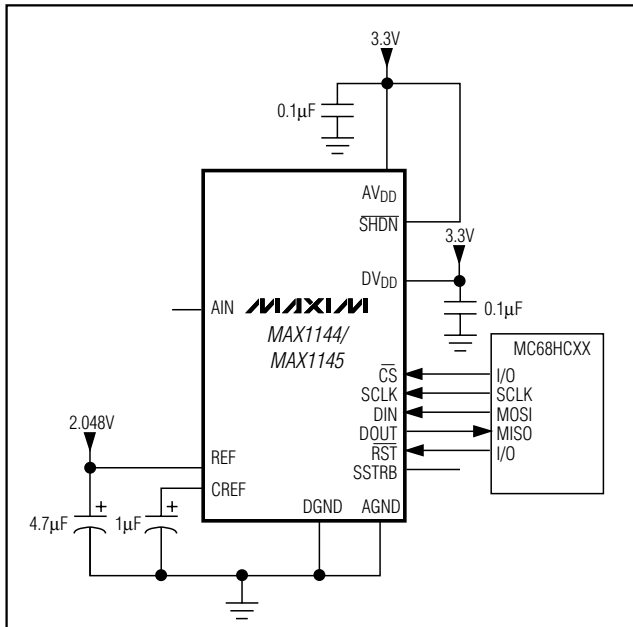 3.3V
0.1µF
AVDD
SHDN
3.3V
DVDD
0.1µF
AIN
MAXIM
MAX1144/
MAX1145
MC68HCXX
CS
I/O
SCLK
SCLK
DIN
MOSI
DOUT
MISO
RST
I/O
SSTRB
2.048V
REF
CREF
4.7µF
+
1µF
+
DGND
AGND